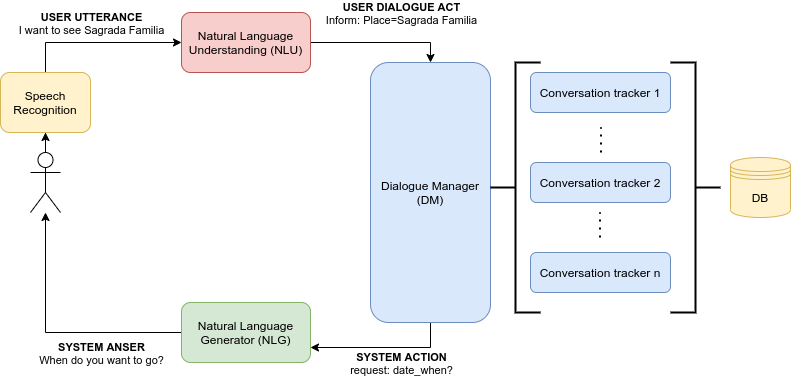 USER UTTERANCE
I want to see Sagrada Familia
Natural Language
Understanding (NLU)
USER DIALOGUE ACT
Inform: Place=Sagrada Familia
Speech
Recognition
Dialogue Manager
(DM)
Conversation tracker 1
Conversation tracker 2
Conversation tracker n
DB
Natural Language
Generator (NLG)
SYSTEM ANSER
When do you want to go?
SYSTEM ACTION
request: date_when?